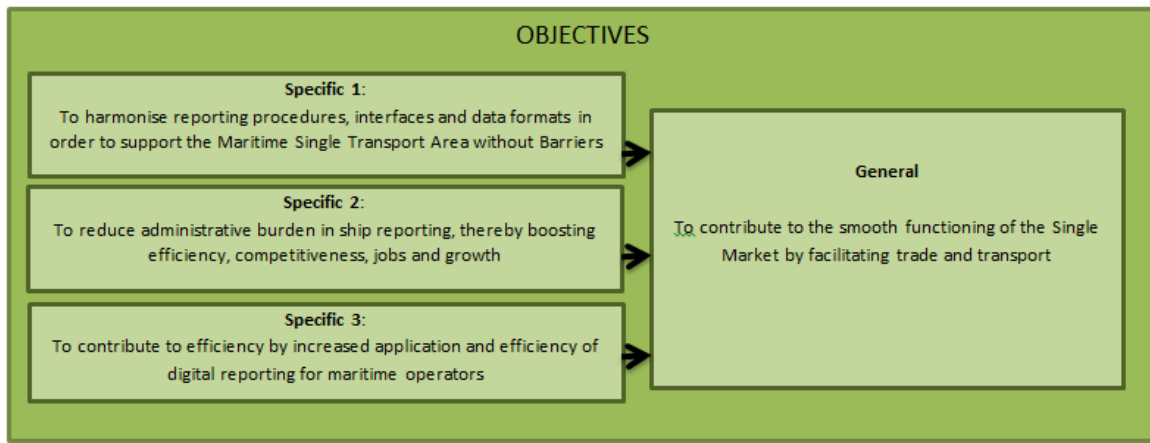 OBJECTIVES
Specific 1:
To harmonise reporting procedures, interfaces and data formats in
order to support the Maritime Single Transport Area without Barriers
Specific 2:
To reduce administrative burden in ship reporting, thereby boosting
efficiency, competitiveness, jobs and growth
Specific 3:
To contribute to efficiency by increased application and efficiency of
digital reporting for maritime operators
General
To contribute to the smooth functioning of the Single
Market by facilitating trade and transport